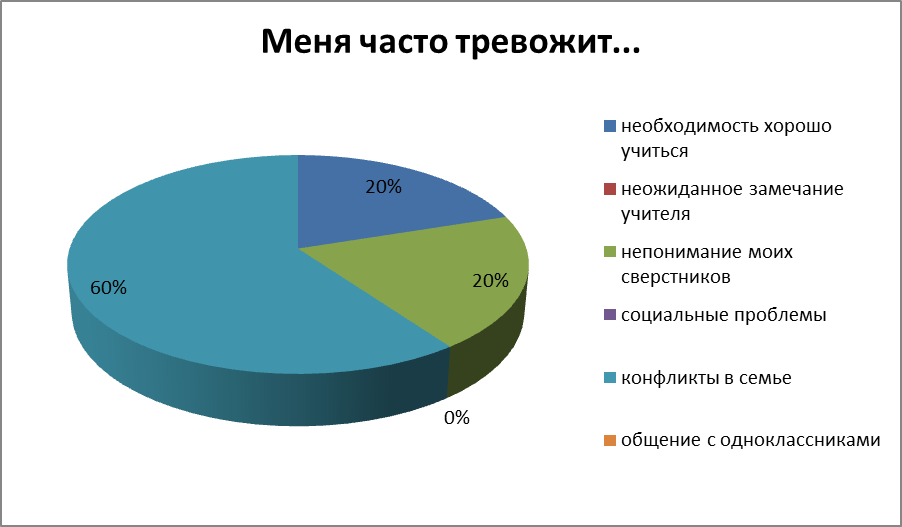 Меня часто тревожит...
20%
20%
60%
0%
необходимость хорошо
учиться
неожиданное замечание
учителя
непонимание моих
сверстников
социальные проблемы
конфликты в семье
общение с одноклассниками